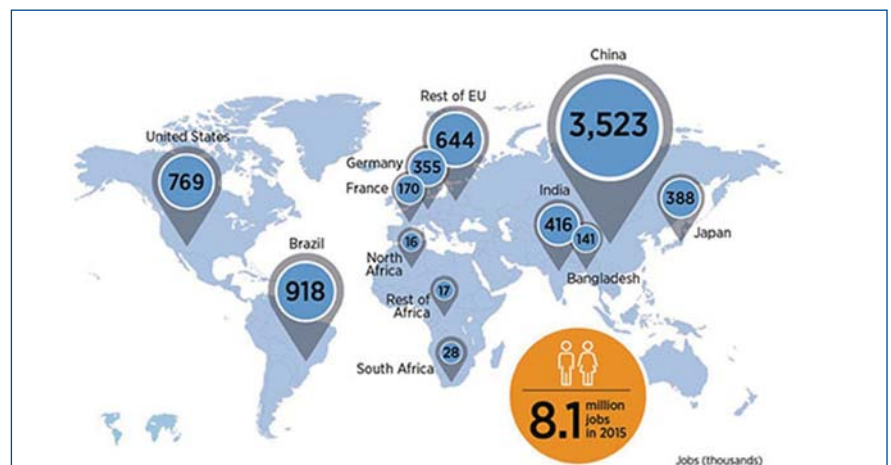 China
3,523
Rest of EU
644
United States
769
Germany
355
France
170
India
416
141
Bangladesh
388
Japan
Brazil
918
16
North
Africa
17
Rest of
Africa
28
South Africa
8.1 million
jobs
in 2015
Jobs (thousands)